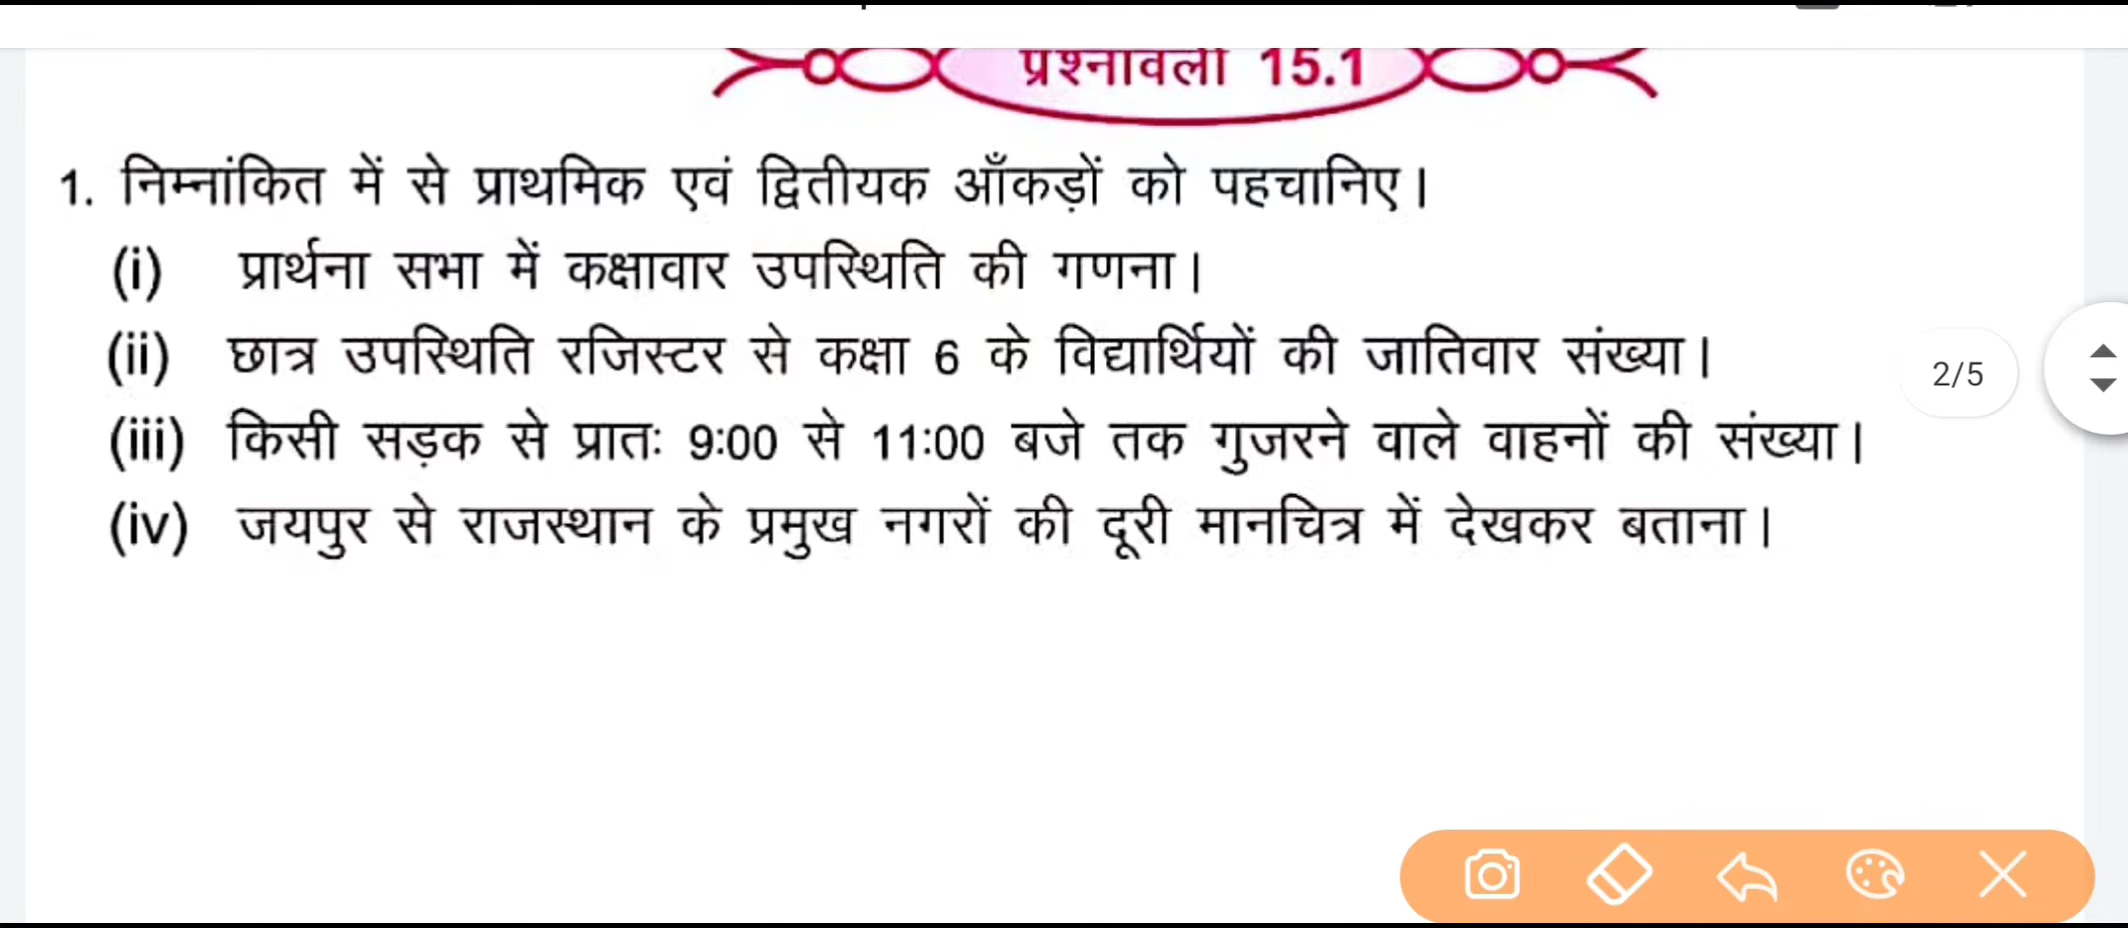 प्रश्नावली 15.1
1. निम्नांकित में से प्राथमिक एवं द्वितीयक आँकड़ों को पहचानिए।
(i) प्रार्थना सभा में कक्षावार उपस्थिति की गणना।
(ii) छात्र उपस्थिति रजिस्टर से कक्षा 6 के विद्यार्थियों की जातिवार संख्या।
(iii) किसी सड़क से प्रातः 9:00 से 11:00 बजे तक गुजरने वाले वाहनों की संख्या।
(iv) जयपुर से राजस्थान के प्रमुख नगरों की दूरी मानचित्र में देखकर बताना।
2/5